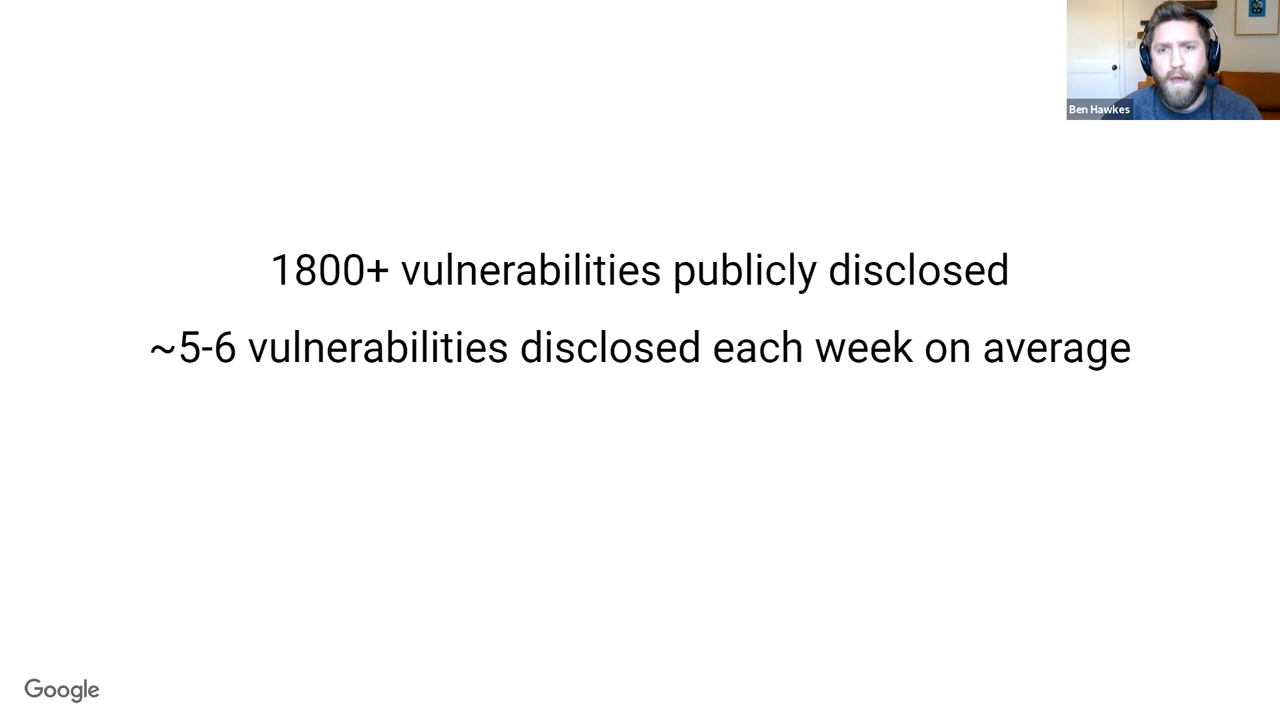 Ben Hawkes
1800+ vulnerabilities publicly disclosed
~5-6 vulnerabilities disclosed each week on average
Google